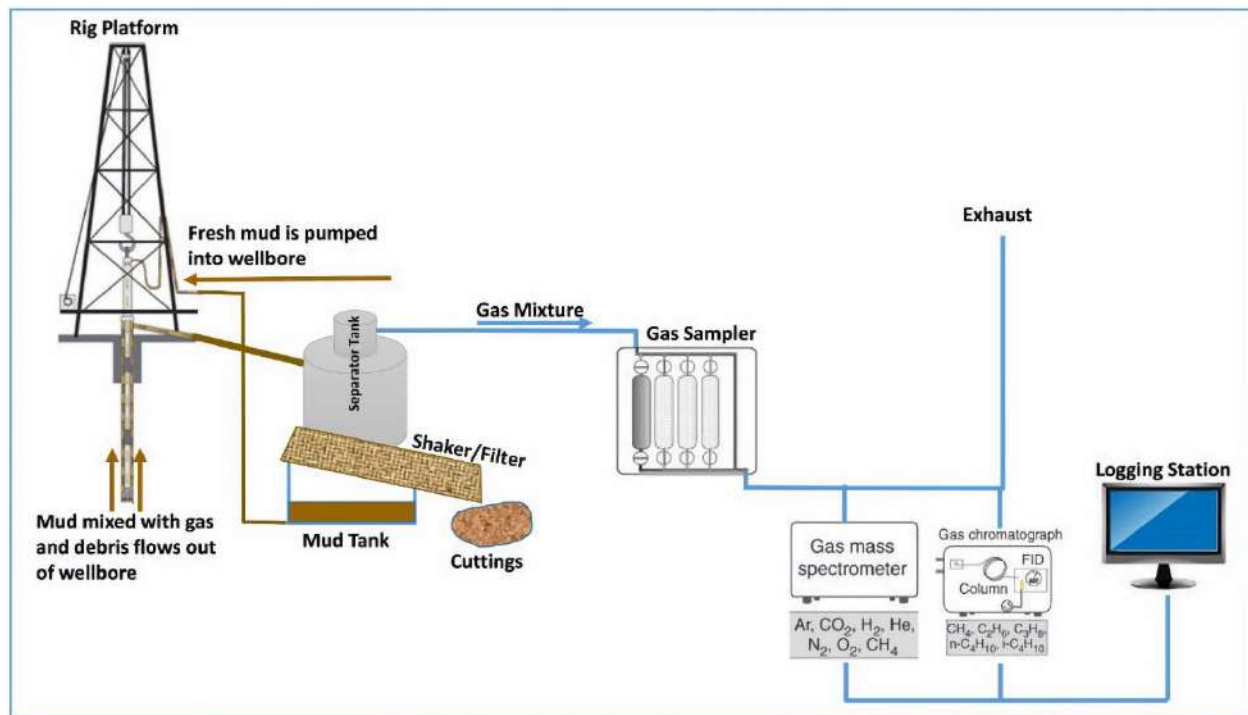 Rig Platform
Fresh mud is pumped
into wellbore
Exhaust
Gas Mixture
Gas Sampler
Separator Tank
Shaker/Filter
Logging Station
Mud mixed with gas
and debris flows out
of wellbore
Mud Tank
Cuttings
Gas mass
spectrometer
Gas chromatograph
FID
Column
Ar, CO₂, H₂, He,
N₂, O₂, CH₄
CH₄, C₂H₆, C₃H₈,
n-C₄H₁₀, i-C₄H₁₀